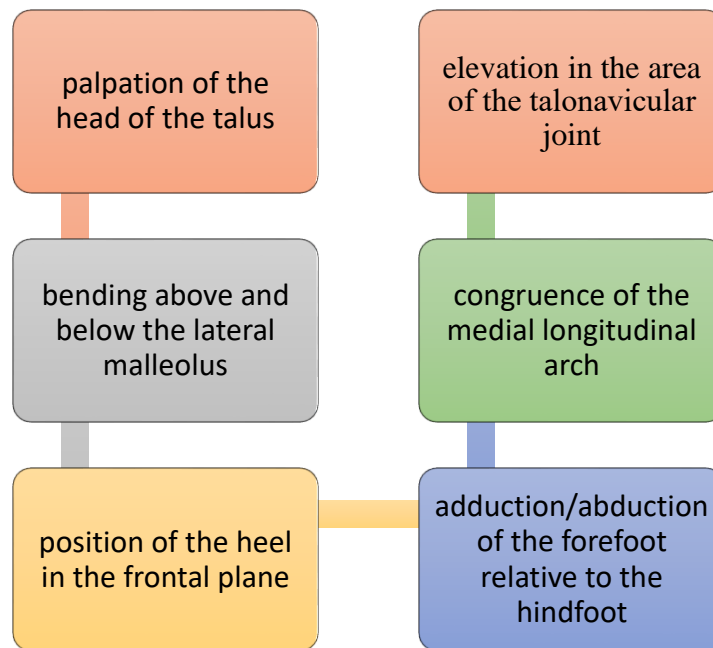 palpation of the
head of the talus
bending above and
below the lateral
malleolus
position of the heel
in the frontal plane
adduction/abduction
of the forefoot
relative to the
hindfoot
congruence of the
medial longitudinal
arch
elevation in the area
of the talonavicular
joint